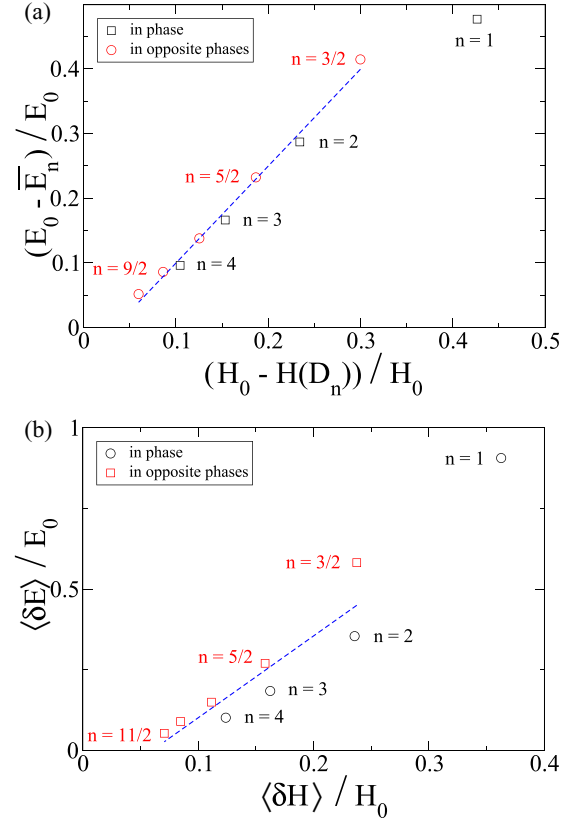 (a)
in phase
in opposite phases
n = 1
n = 3/2
n = 2
n = 5/2
n = 3
n = 9/2
n = 4
0
0.1
0.2
0.3
0.4
(E₀ - E̅ₙ) / E₀
0 0.1 0.2 0.3 0.4 0.5
(H₀ - H(Dₙ)) / H₀
(b)
in phase
in opposite phases
n = 1
n = 3/2
n = 2
n = 5/2
n = 3
n = 4
n = 11/2
0
0.5
1
⟨δE⟩ / E₀
0 0.1 0.2 0.3 0.4
⟨δH⟩ / H₀